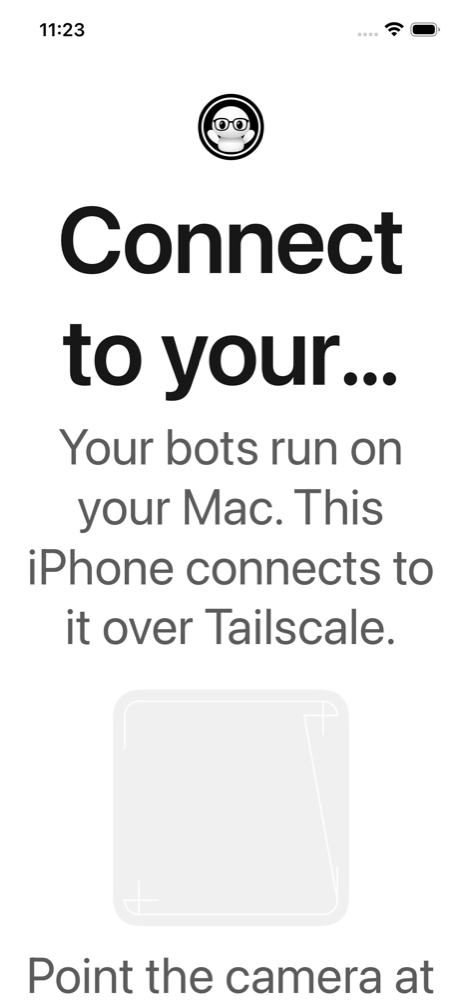 11:23
Connect
to your…
Your bots run on
your Mac. This
iPhone connects to
it over Tailscale.
Point the camera at